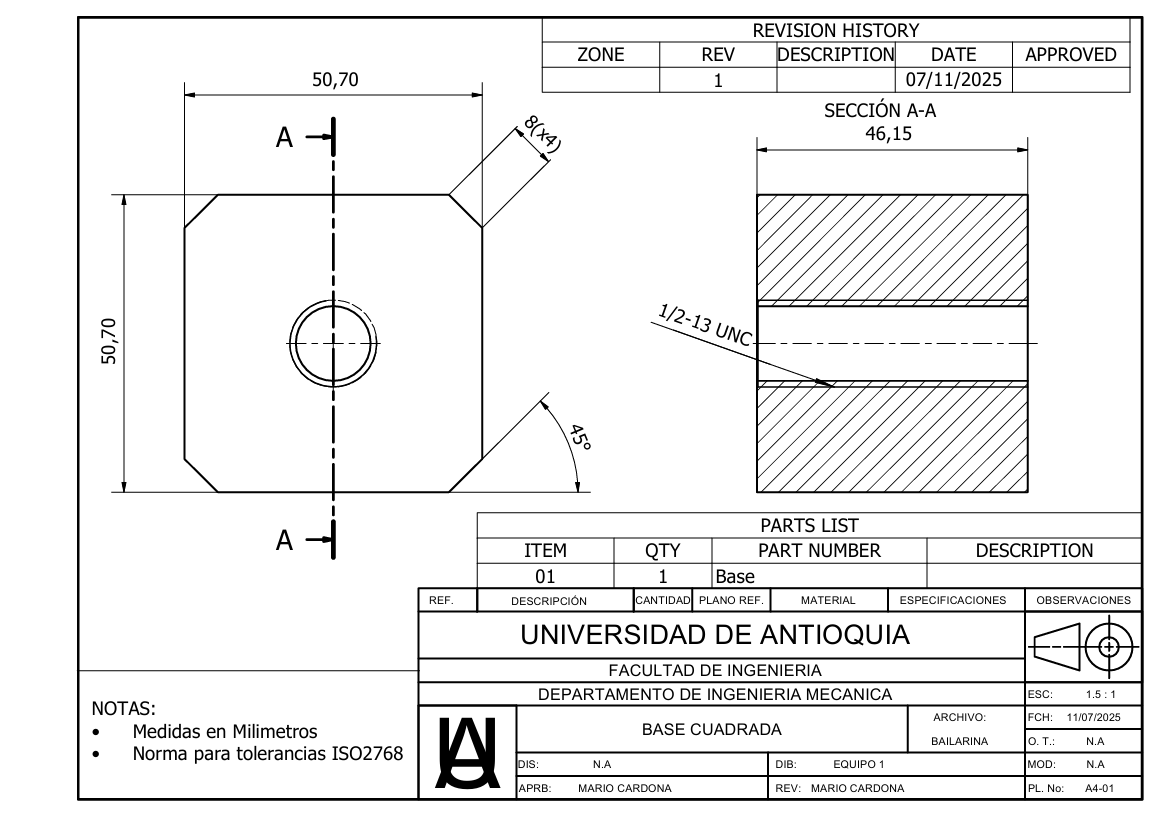 REVISION HISTORY
ZONE REV DESCRIPTION DATE APPROVED
1 07/11/2025
50,70
8(x4)
A
SECCIÓN A-A
46,15
50,70
1/2-13 UNC
45°
A
PARTS LIST
ITEM QTY PART NUMBER DESCRIPTION
01 1 Base
REF. DESCRIPCIÓN CANTIDAD PLANO REF. MATERIAL ESPECIFICACIONES OBSERVACIONES
UNIVERSIDAD DE ANTIOQUIA
FACULTAD DE INGENIERIA
DEPARTAMENTO DE INGENIERIA MECANICA
ESC: 1.5 : 1
BASE CUADRADA
ARCHIVO:
BAILARINA
FCH: 11/07/2025
O. T.: N.A
DIS: N.A DIB: EQUIPO 1 MOD: N.A
APRB: MARIO CARDONA REV: MARIO CARDONA PL. No: A4-01
NOTAS:
• Medidas en Milimetros
• Norma para tolerancias ISO2768